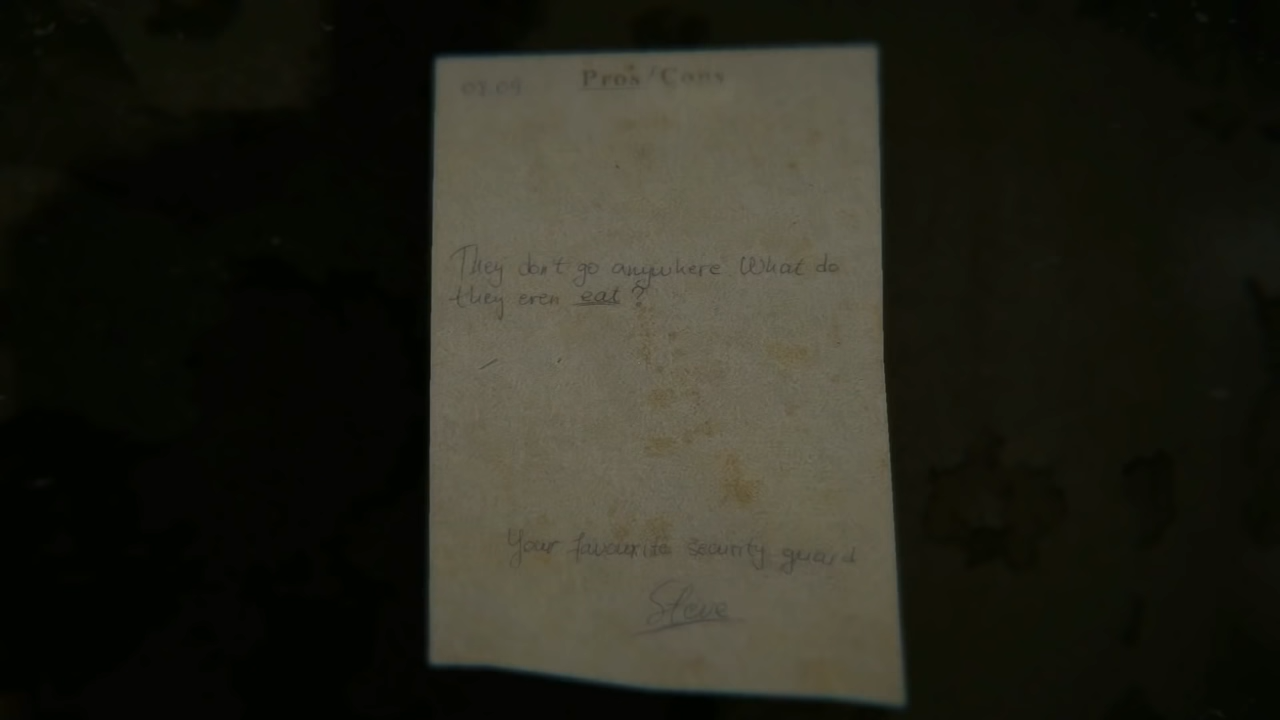 Pros/Cons
They don't go anywhere What do
they even eat?
Your favourite security guard
Steve